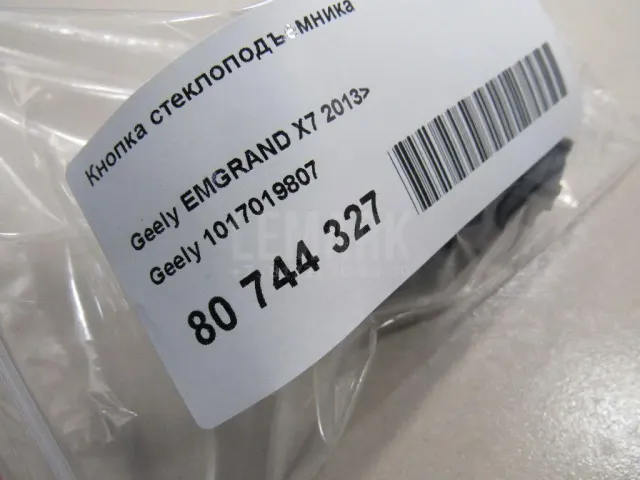 Кнопка стеклоподъемника
Geely EMGRAND X7 2013>
Geely 1017019807
80 744 327